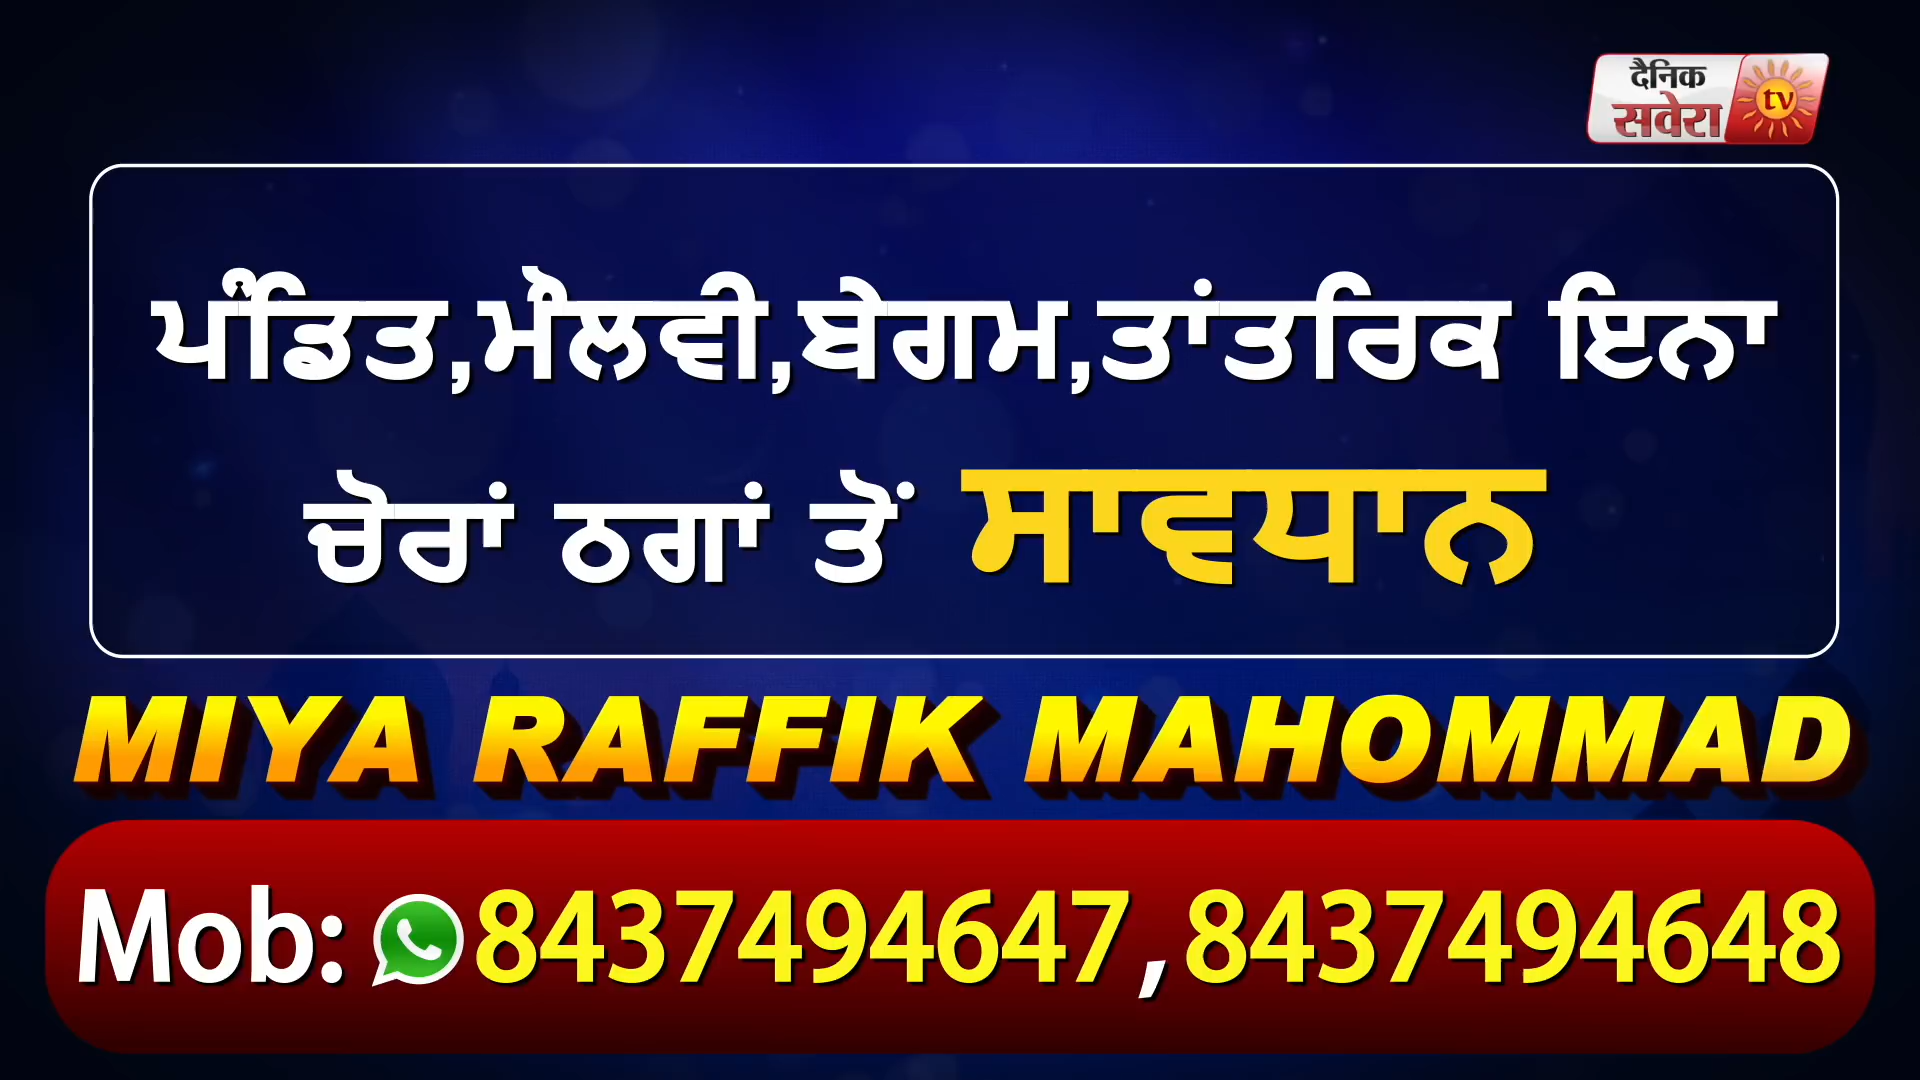 दैनिक
सवेरा tv
ਪੰਡਿਤ,ਮੌਲਵੀ,ਬੇਗਮ,ਤਾਂਤਰਿਕ ਇਨਾ
ਚੋਰਾਂ ਠਗਾਂ ਤੋਂ ਸਾਵਧਾਨ
MIYA RAFFIK MAHOMMAD
Mob: 8437494647, 8437494648